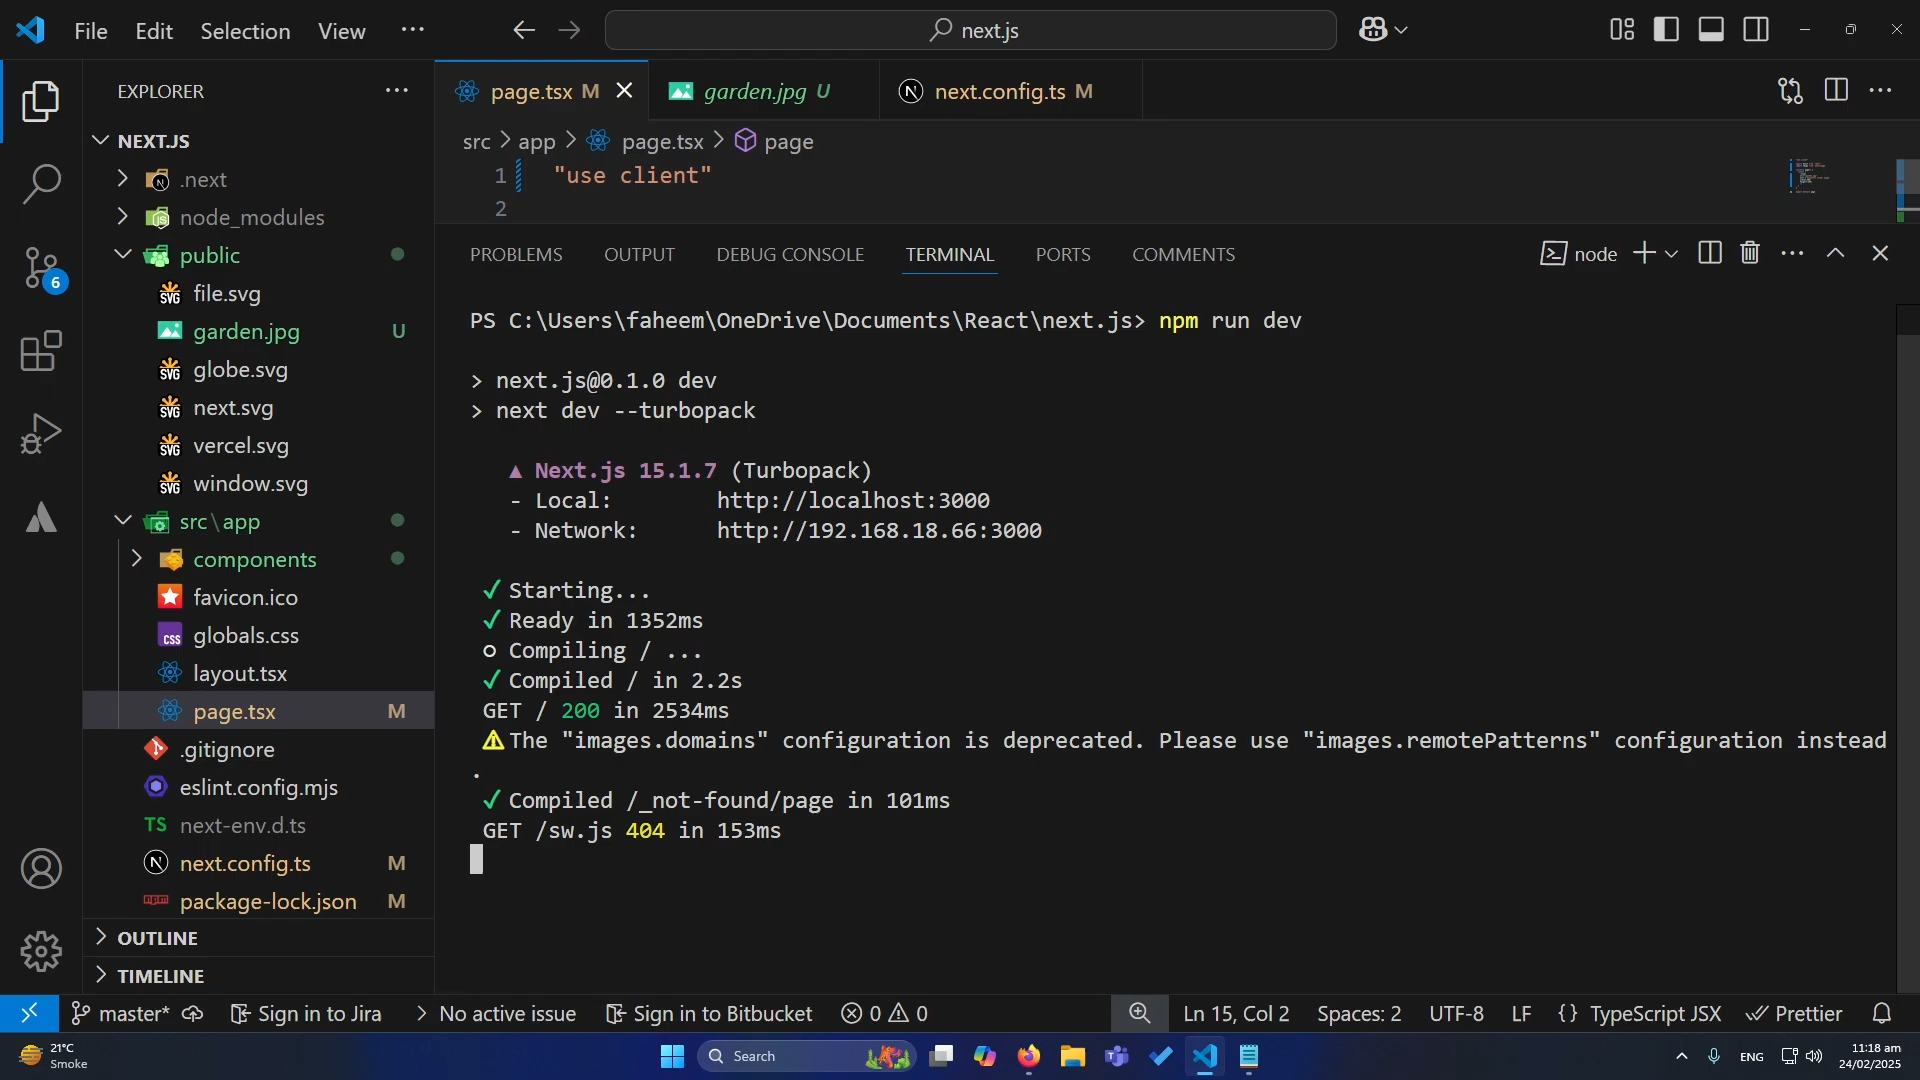 File Edit Selection View ···
next.js
EXPLORER ···
page.tsx M
garden.jpg U
next.config.ts M
src > app > page.tsx > page
NEXT.JS
.next
node_modules
public
file.svg
garden.jpg U
globe.svg
next.svg
vercel.svg
window.svg
src\app
components
favicon.ico
globals.css
layout.tsx
page.tsx M
.gitignore
eslint.config.mjs
TS next-env.d.ts
next.config.ts M
package-lock.json M
OUTLINE
TIMELINE
6
1 "use client"
2
PROBLEMS OUTPUT DEBUG CONSOLE TERMINAL PORTS COMMENTS
node
PS C:\Users\faheem\OneDrive\Documents\React\next.js> npm run dev
> next.js@0.1.0 dev
> next dev --turbopack
▲ Next.js 15.1.7 (Turbopack)
- Local: http://localhost:3000
- Network: http://192.168.18.66:3000
✓ Starting...
✓ Ready in 1352ms
○ Compiling / ...
✓ Compiled / in 2.2s
GET / 200 in 2534ms
⚠ The "images.domains" configuration is deprecated. Please use "images.remotePatterns" configuration instead
.
✓ Compiled /_not-found/page in 101ms
GET /sw.js 404 in 153ms
master* Sign in to Jira > No active issue Sign in to Bitbucket 0 0 Ln 15, Col 2 Spaces: 2 UTF-8 LF {} TypeScript JSX Prettier
21°C
Smoke
Search
ENG
11:18 am
24/02/2025